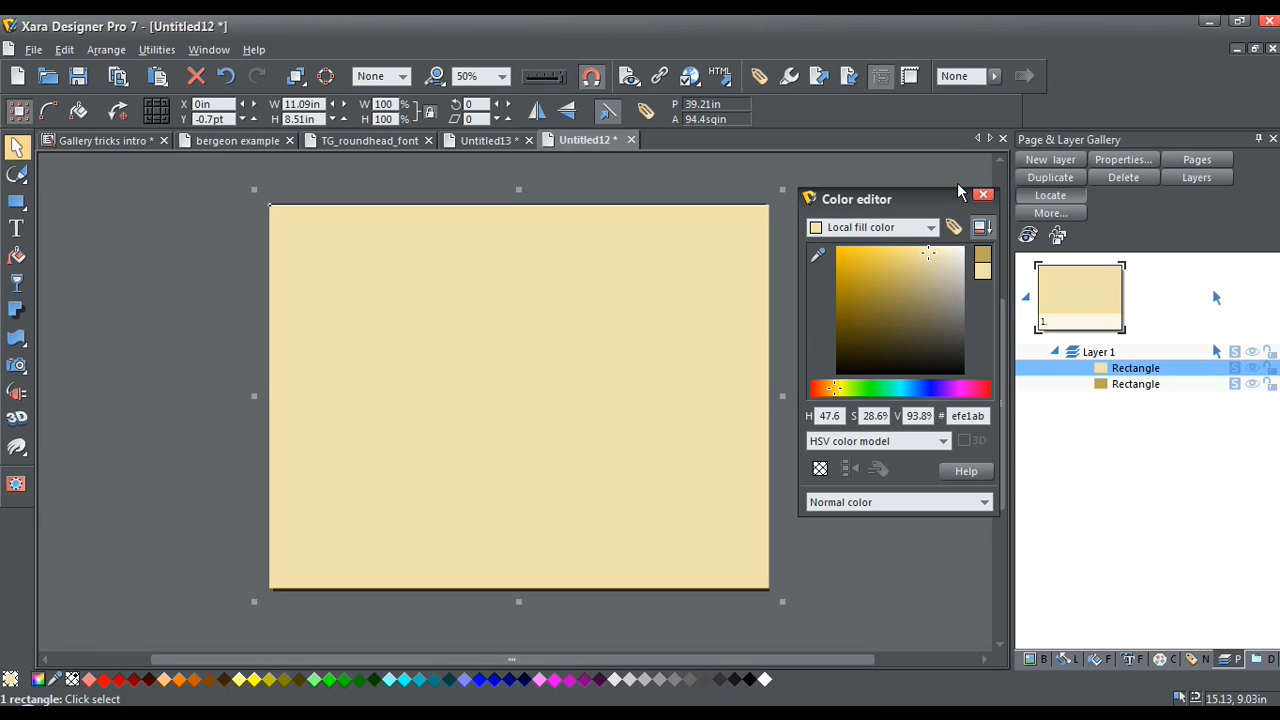 Xara Designer Pro 7 - [Untitled12 *]
File Edit Arrange Utilities Window Help
None 50% HTML None
X 0in W 11.09in W 100 % 0 P 39.21in
Y -0.7pt H 8.51in H 100 % 0 A 94.4sqin
Gallery tricks intro * bergeon example TG_roundhead_font Untitled13 * Untitled12 *
Page & Layer Gallery
New layer Properties... Pages
Duplicate Delete Layers
Locate
More...
1.
Layer 1 S
Rectangle S
Rectangle S
Color editor
Local fill color
H 47.6 S 28.6% V 93.8% # efe1ab
HSV color model 3D
Help
Normal color
3D
B L F F C N P D
1 rectangle: Click select
15.13, 9.03in